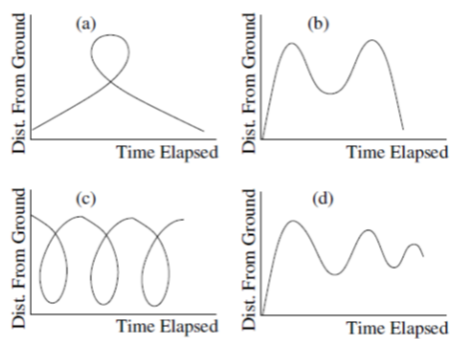 (a)
Dist. From Ground
Time Elapsed
(b)
Dist. From Ground
Time Elapsed
(c)
Dist. From Ground
Time Elapsed
(d)
Dist. From Ground
Time Elapsed